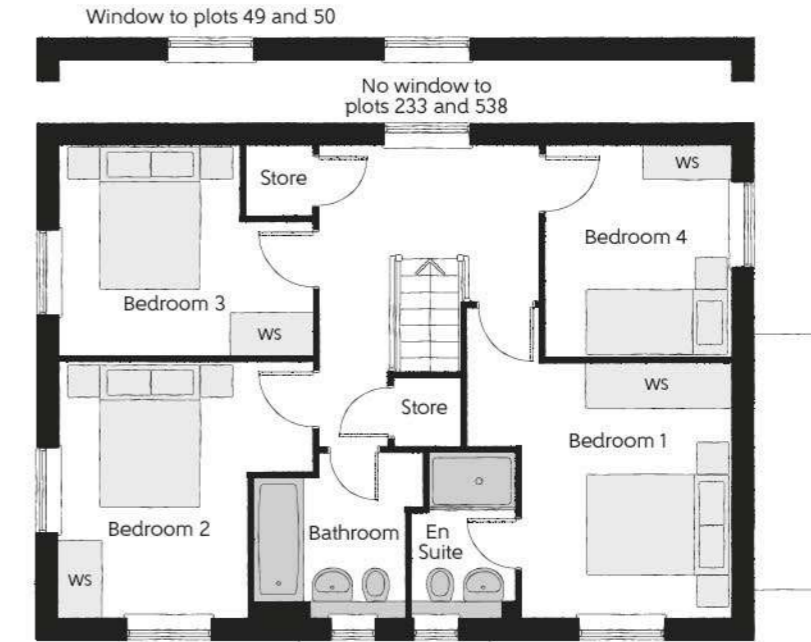 Window to plots 49 and 50
No window to
plots 233 and 538
Store
WS
Bedroom 4
Bedroom 3
WS
WS
Store
Bedroom 1
Bedroom 2
Bathroom
En
Suite
WS